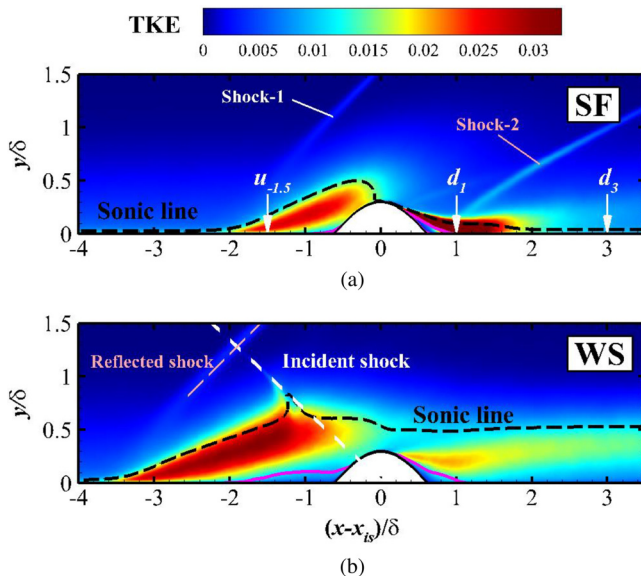 TKE
0 0.005 0.01 0.015 0.02 0.025 0.03
1.5
1
0.5
0
y/δ
Shock-1
SF
Shock-2
u-1.5
d1
d3
Sonic line
-4 -3 -2 -1 0 1 2 3
(a)
1.5
1
0.5
0
y/δ
Reflected shock
Incident shock
WS
Sonic line
-4 -3 -2 -1 0 1 2 3
(x-xis)/δ
(b)